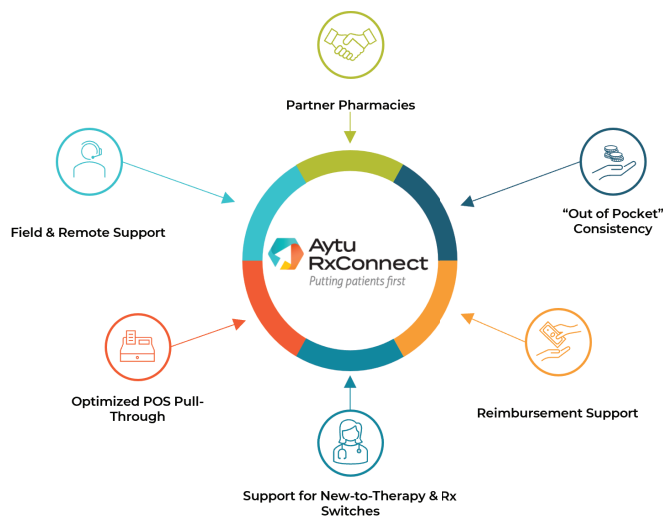 Partner Pharmacies
Field & Remote Support
"Out of Pocket"
Consistency
Aytu
RxConnect
Putting patients first
Optimized POS Pull-
Through
Reimbursement Support
Support for New-to-Therapy & Rx
Switches